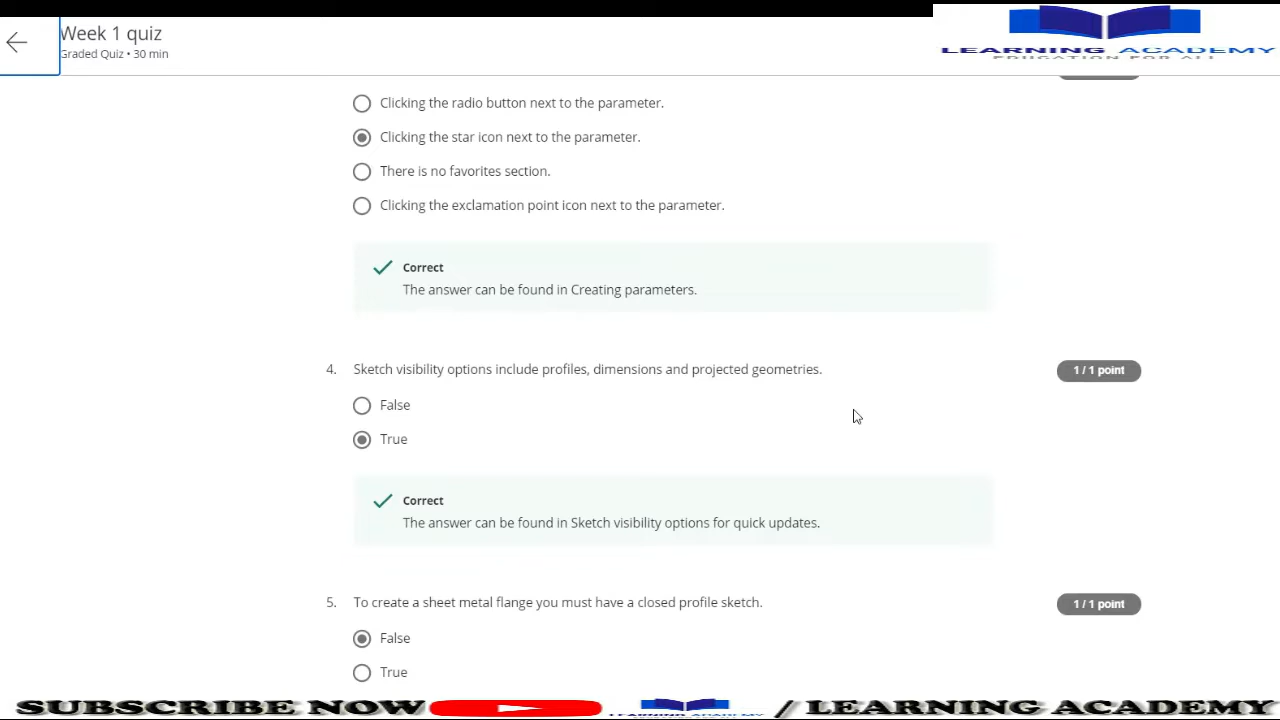 Week 1 quiz
Graded Quiz • 30 min
LEARNING ACADEMY
EDUCATION FOR ALL
Clicking the radio button next to the parameter.
Clicking the star icon next to the parameter.
There is no favorites section.
Clicking the exclamation point icon next to the parameter.
Correct
The answer can be found in Creating parameters.
4. Sketch visibility options include profiles, dimensions and projected geometries.
1 / 1 point
False
True
Correct
The answer can be found in Sketch visibility options for quick updates.
5. To create a sheet metal flange you must have a closed profile sketch.
1 / 1 point
False
True
SUBSCRIBE NOW LEARNING ACADEMY / LEARNING ACADEMY